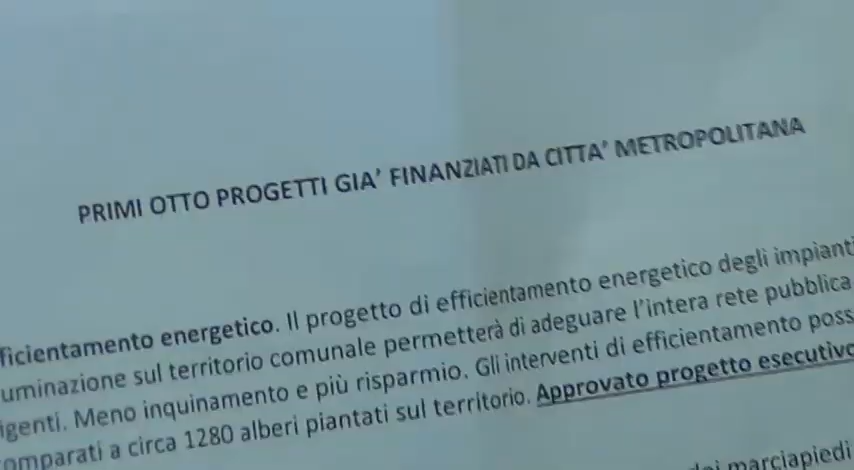 PRIMI OTTO PROGETTI GIA' FINANZIATI DA CITTA' METROPOLITANA
ficientamento energetico. Il progetto di efficientamento energetico degli impianti
uminazione sul territorio comunale permetterà di adeguare l'intera rete pubblica
igenti. Meno inquinamento e più risparmio. Gli interventi di efficientamento poss
omparati a circa 1280 alberi piantati sul territorio. Approvato progetto esecutivo
dei marciapiedi